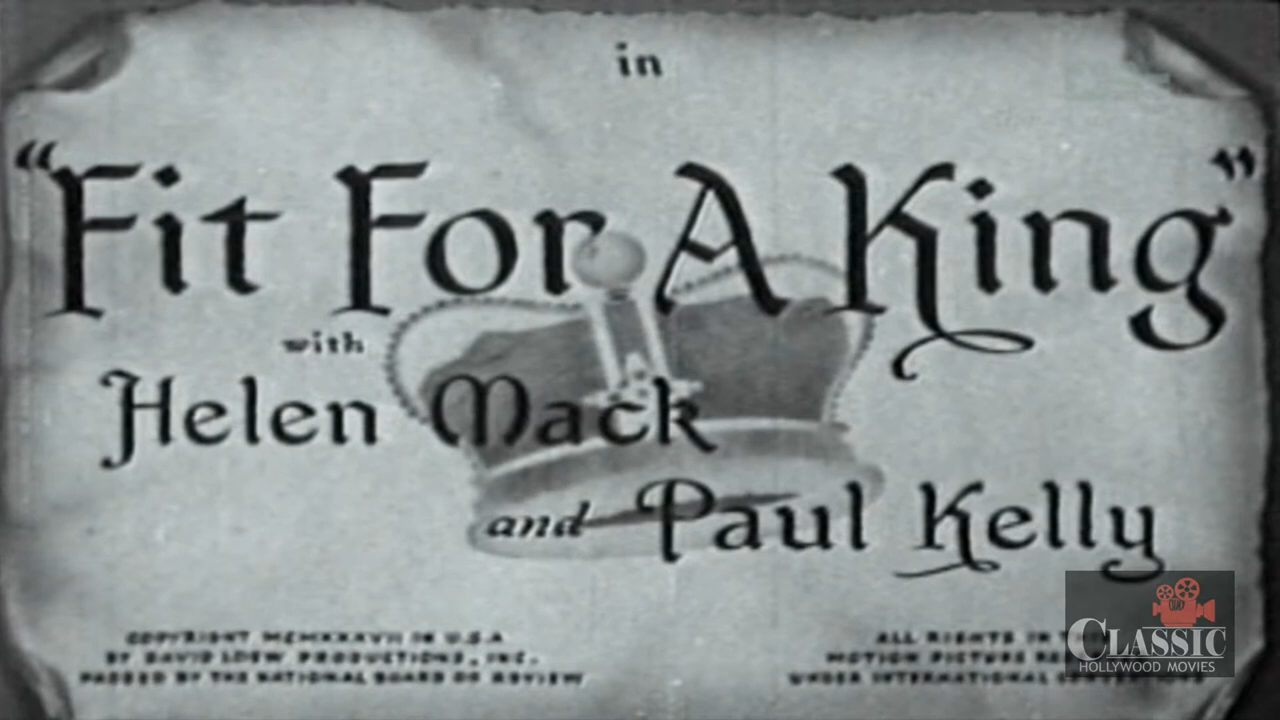 in
"Fit For A King"
with
Helen Mack
and Paul Kelly
COPYRIGHT MCMXXXVII IN U.S.A
BY DAVID LOEW PRODUCTIONS, INC.
PASSED BY THE NATIONAL BOARD OF REVIEW
ALL RIGHTS IN
MOTION PICTURE
UNDER INTERNATIONAL
CLASSIC
HOLLYWOOD MOVIES